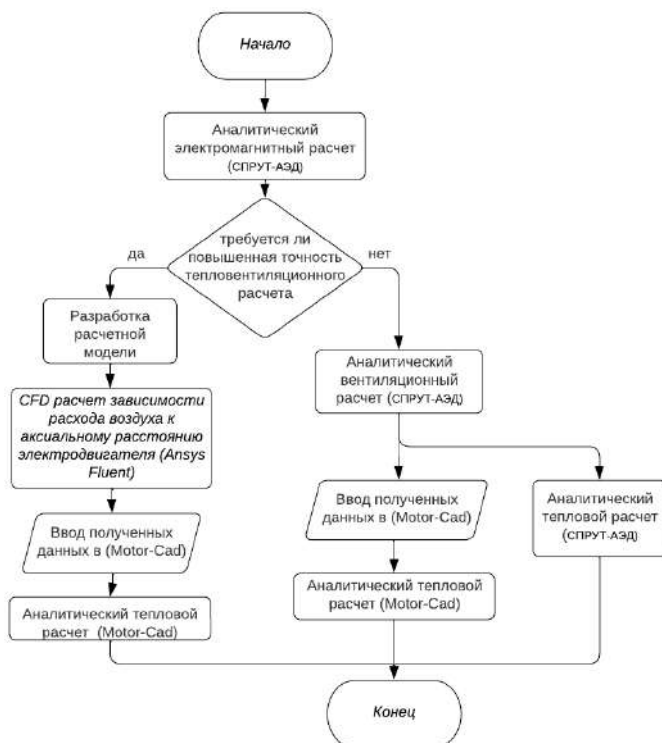 Начало
Аналитический
электромагнитный расчет
(СПРУТ-АЭД)
требуется ли
повышенная точность
тепловентиляционного
расчета
да
нет
Разработка
расчетной
модели
CFD расчет зависимости
расхода воздуха к
аксиальному расстоянию
электродвигателя (Ansys
Fluent)
Ввод полученных
данных в (Motor-Cad)
Аналитический тепловой
расчет (Motor-Cad)
Аналитический
вентиляционный
расчет (СПРУТ-АЭД)
Ввод полученных
данных в (Motor-Cad)
Аналитический тепловой
расчет (Motor-Cad)
Аналитический
тепловой расчет
(СПРУТ-АЭД)
Конец